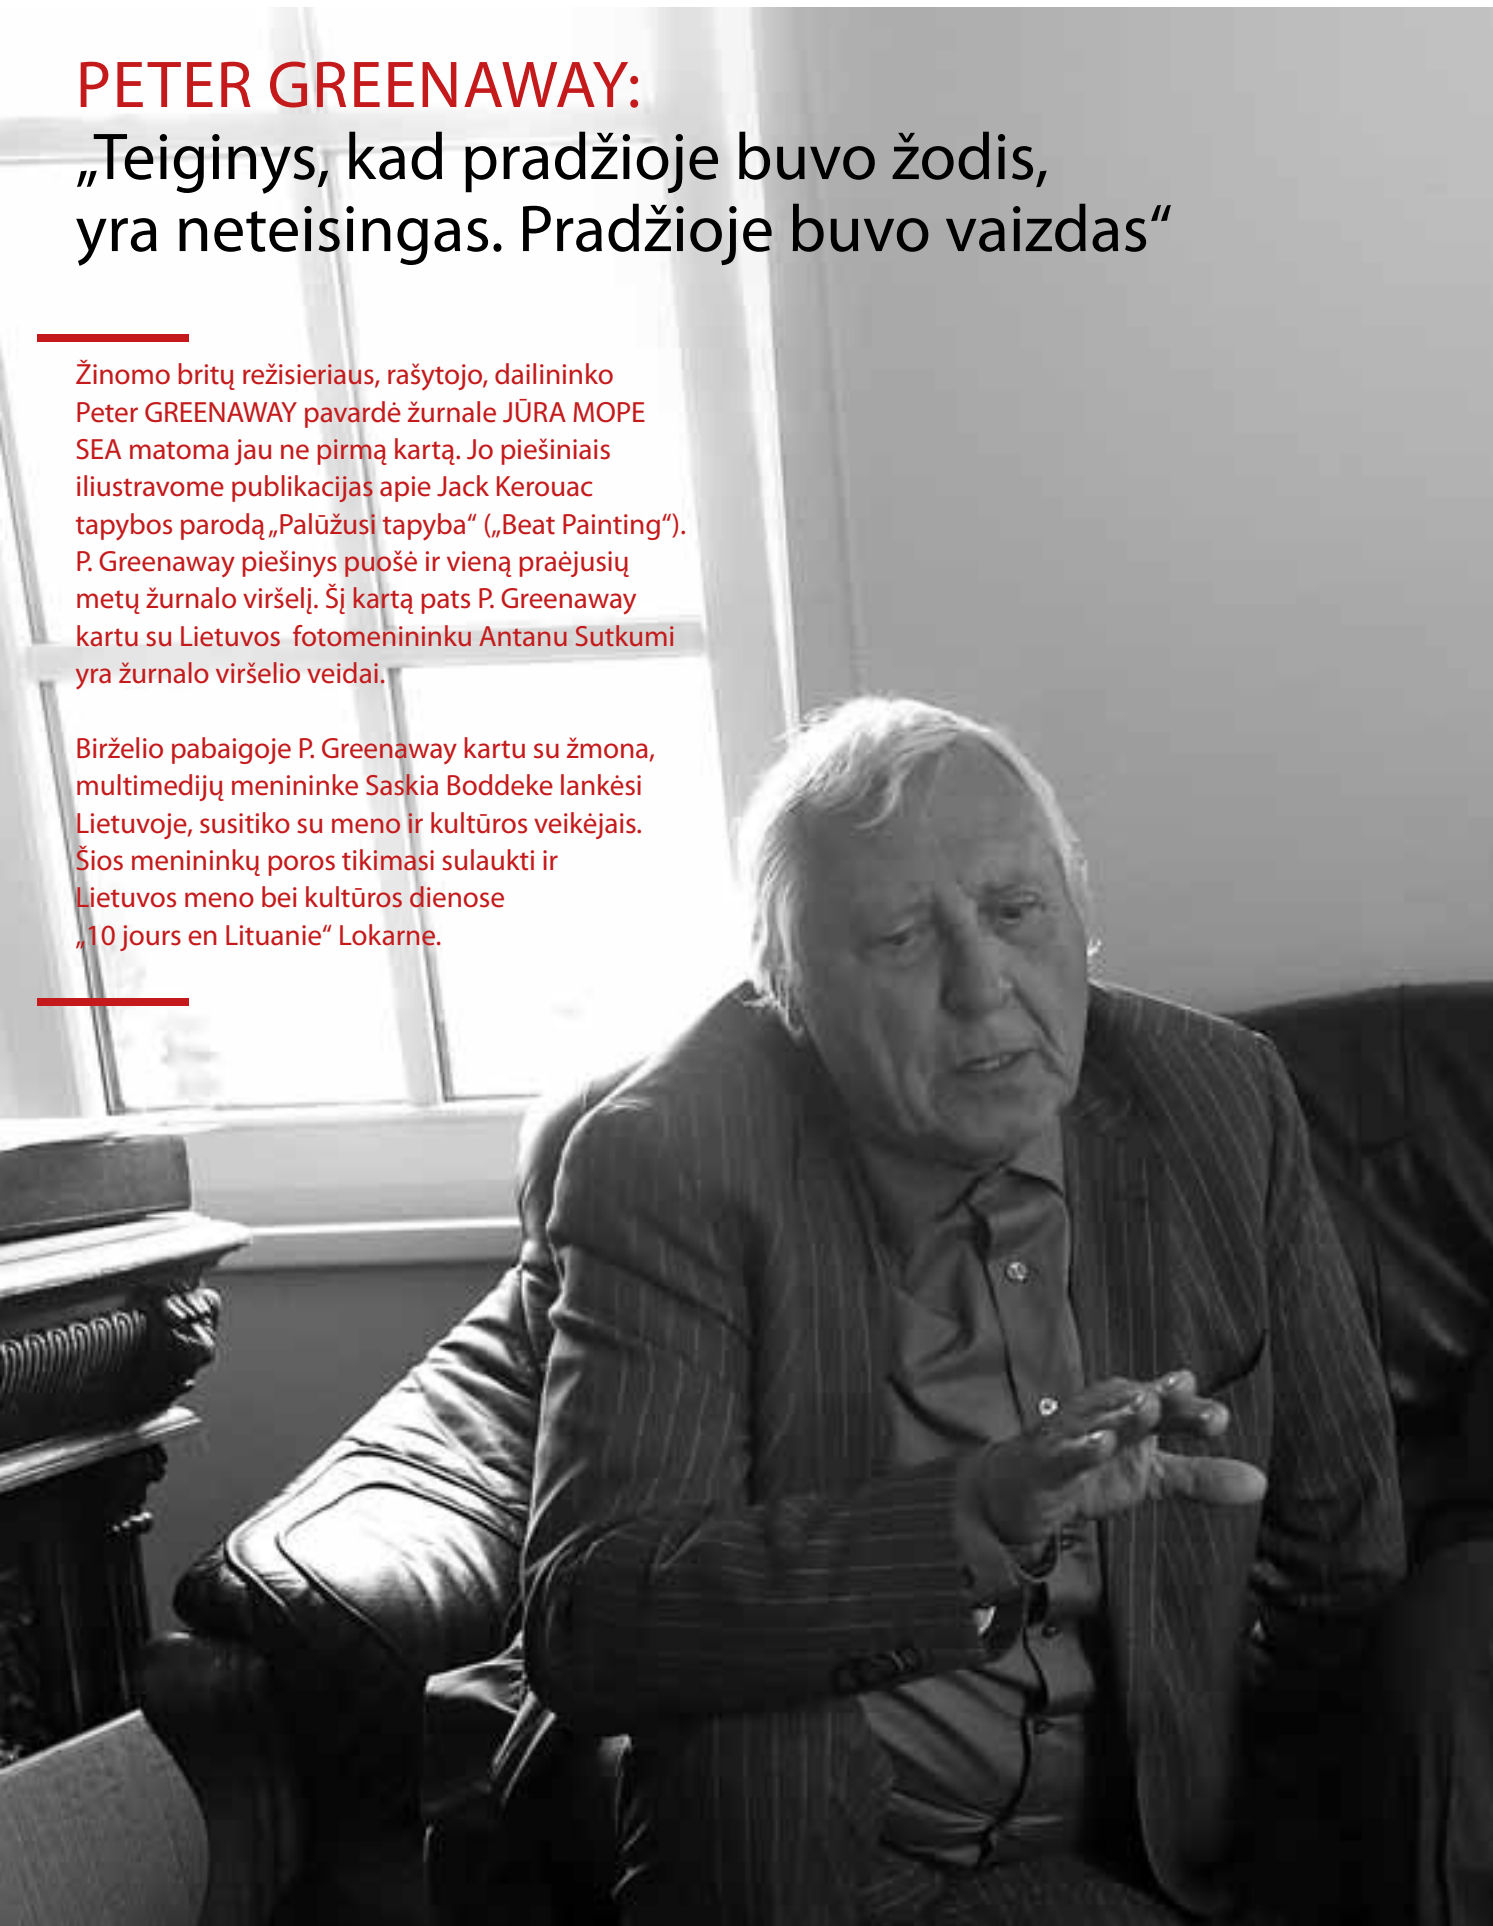 PETER GREENAWAY:
„Teiginys, kad pradžioje buvo žodis,
yra neteisingas. Pradžioje buvo vaizdas“
Žinomo britų režisieriaus, rašytojo, dailininko
Peter GREENAWAY pavardė žurnale JŪRA MOPE
SEA matoma jau ne pirmą kartą. Jo piešiniais
iliustravome publikacijas apie Jack Kerouac
tapybos parodą „Palūžusi tapyba“ („Beat Painting“).
P. Greenaway piešinys puošė ir vieną praėjusių
metų žurnalo viršelį. Šį kartą pats P. Greenaway
kartu su Lietuvos fotomenininku Antanu Sutkumi
yra žurnalo viršelio veidai.
Birželio pabaigoje P. Greenaway kartu su žmona,
multimedijų menininke Saskia Boddeke lankėsi
Lietuvoje, susitiko su meno ir kultūros veikėjais.
Šios menininkų poros tikimasi sulaukti ir
Lietuvos meno bei kultūros dienose
„10 jours en Lituanie“ Lokarne.